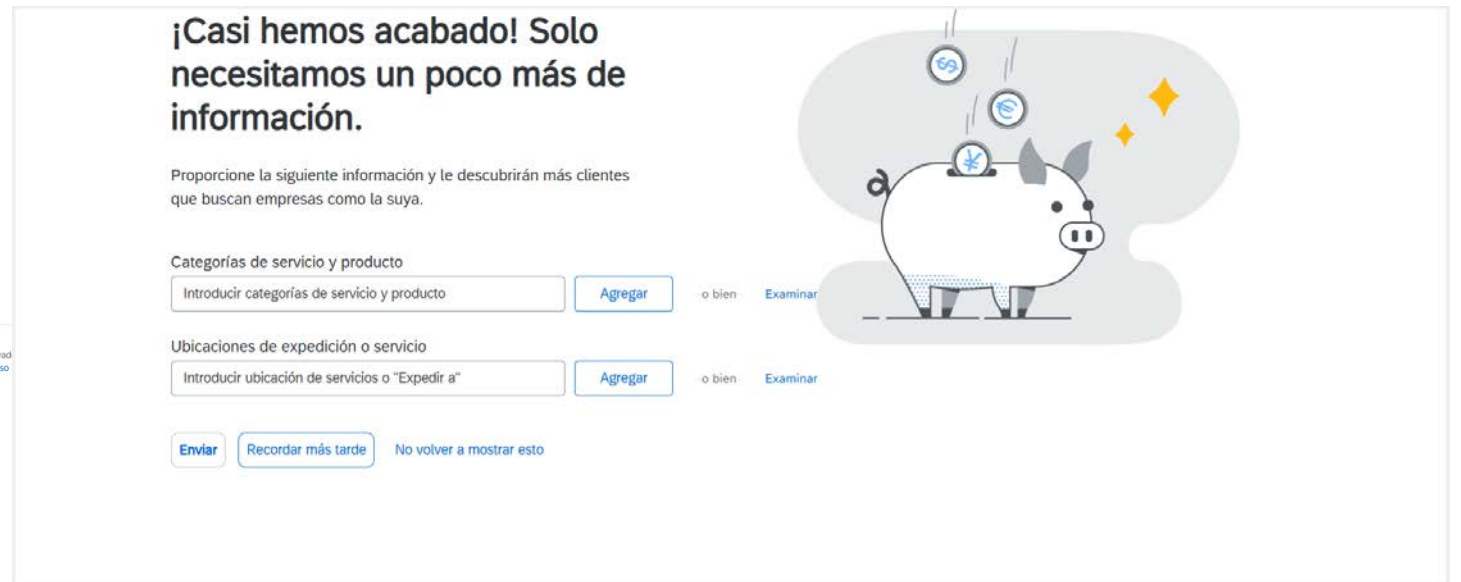 ¡Casi hemos acabado! Solo
necesitamos un poco más de
información.
Proporcione la siguiente información y le descubrirán más clientes
que buscan empresas como la suya.
Categorías de servicio y producto
Introducir categorías de servicio y producto Agregar o bien Examinar
Ubicaciones de expedición o servicio
Introducir ubicación de servicios o "Expedir a" Agregar o bien Examinar
Enviar Recordar más tarde No volver a mostrar esto
$
€
¥